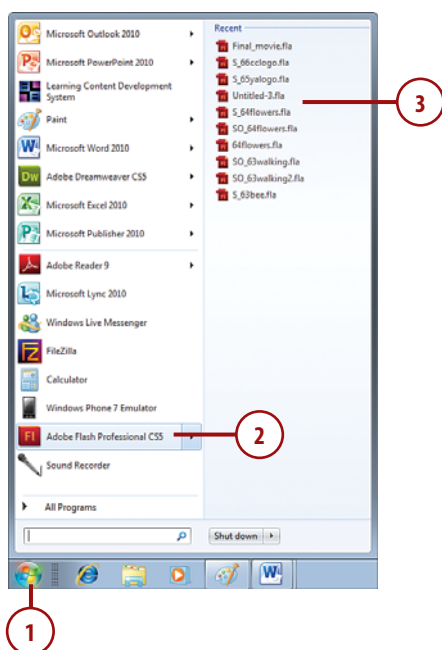 Microsoft Outlook 2010
Microsoft PowerPoint 2010
Learning Content Development
System
Paint
Microsoft Word 2010
Adobe Dreamweaver CS5
Microsoft Excel 2010
Microsoft Publisher 2010
Adobe Reader 9
Microsoft Lync 2010
Windows Live Messenger
FileZilla
Calculator
Windows Phone 7 Emulator
Adobe Flash Professional CS5
Sound Recorder
All Programs
Recent
Final_movie.fla
S_66cclogo.fla
S_65yalogo.fla
Untitled-3.fla
S_64flowers.fla
SO_64flowers.fla
64flowers.fla
SO_63walking.fla
SO_63walking2.fla
S_63bee.fla
Shut down
1
2
3